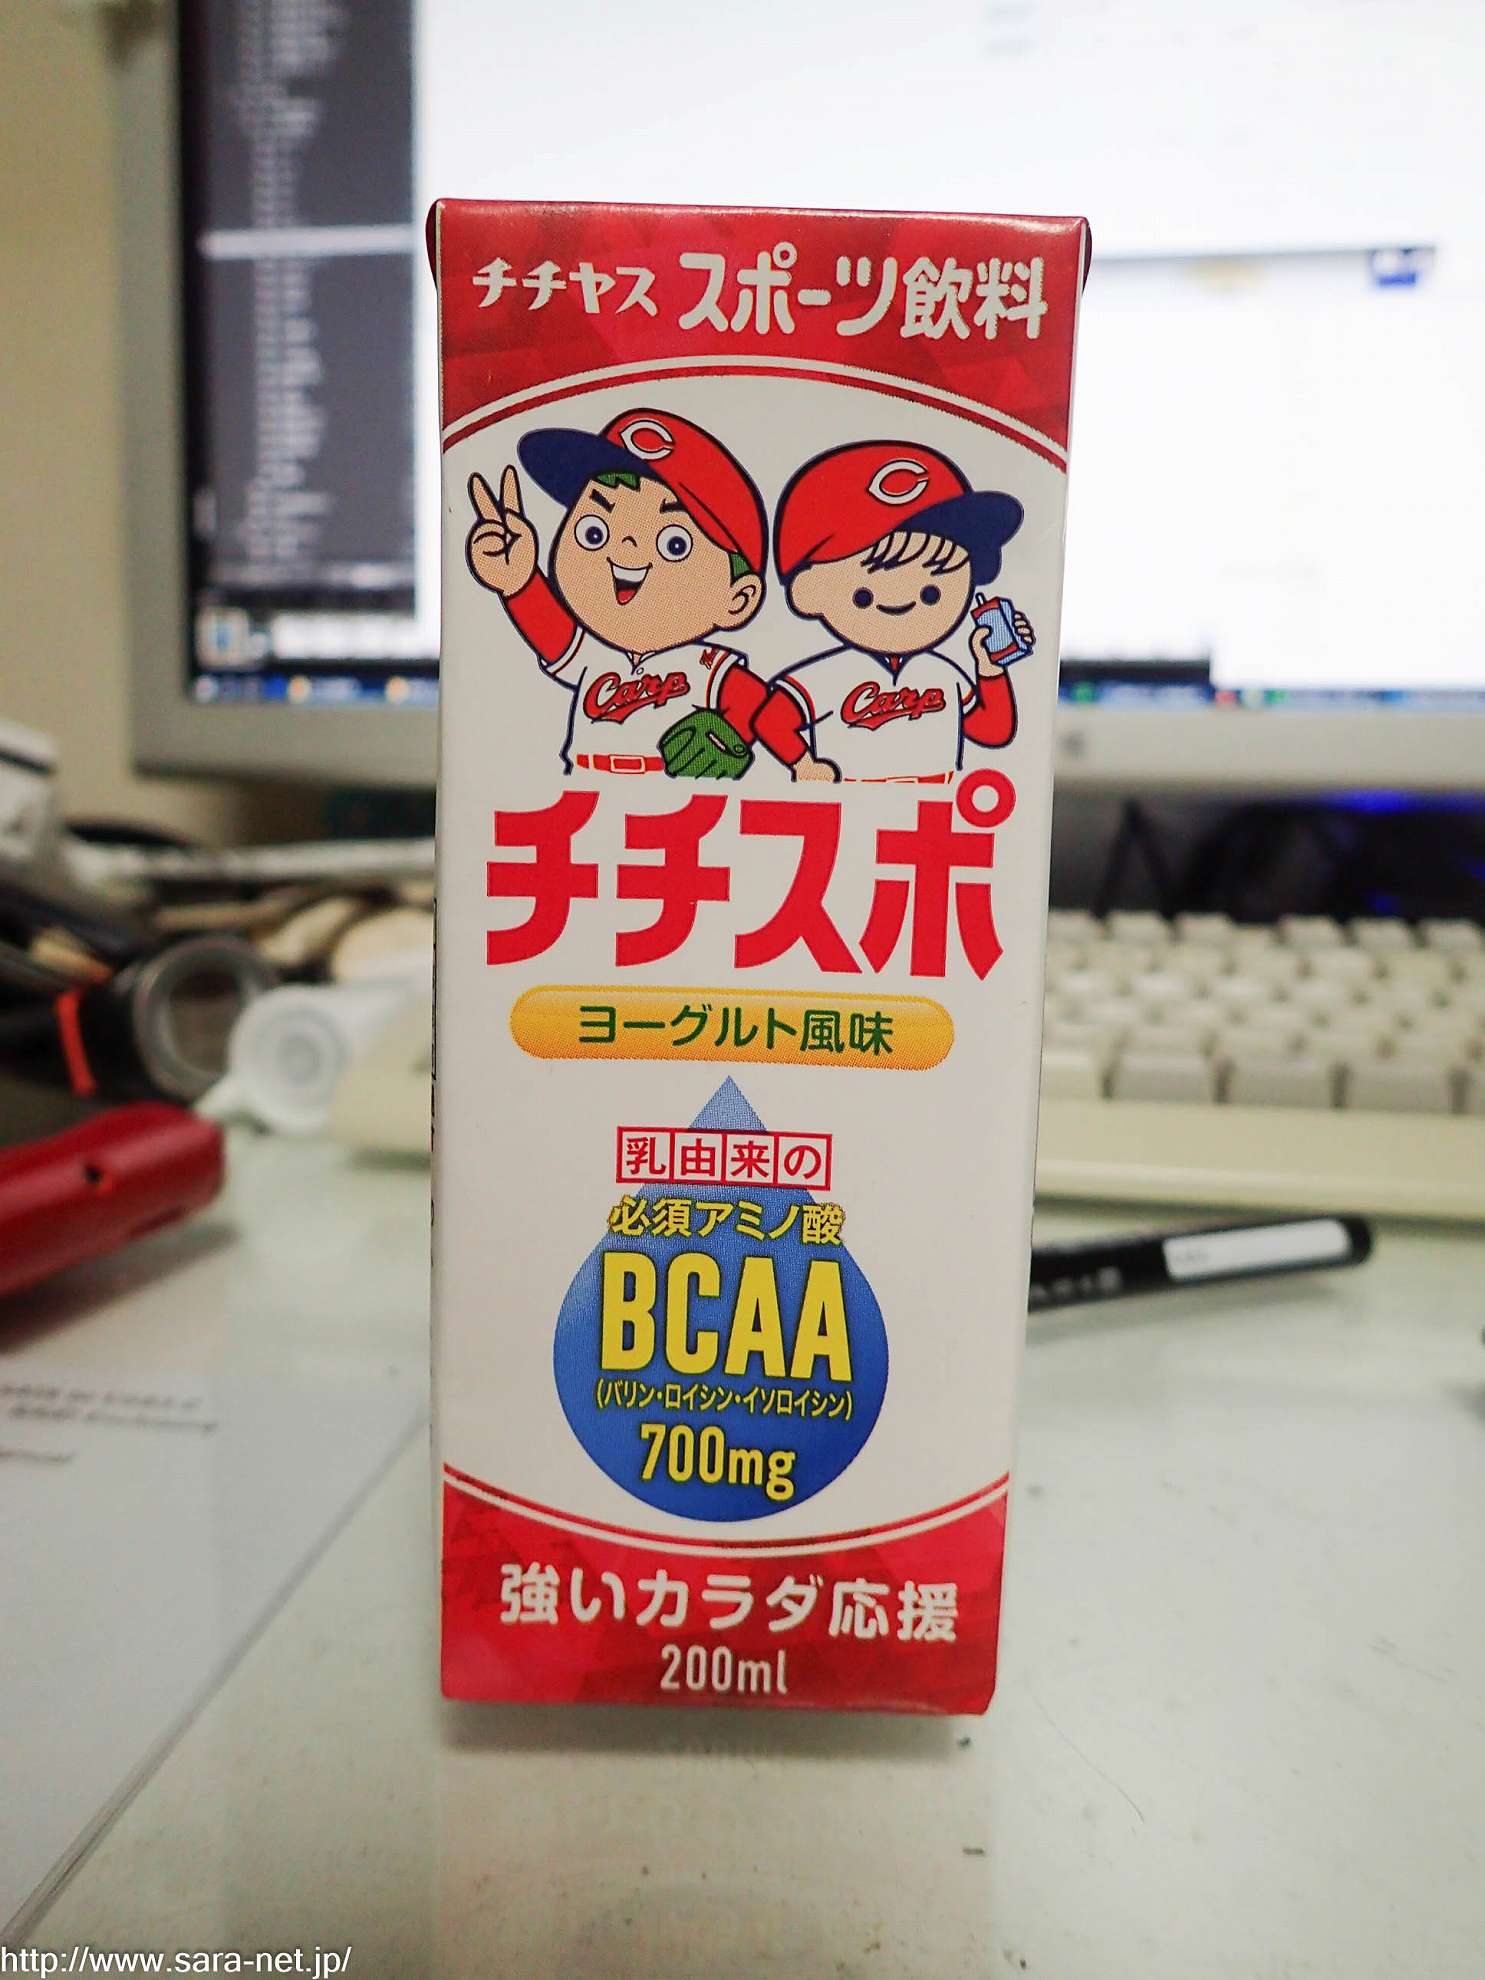 チチヤス スポーツ飲料
C
C
Carp
Carp
チチスポ
ヨーグルト風味
乳由来の
必須アミノ酸
BCAA
(バリン・ロイシン・イソロイシン)
700mg
強いカラダ応援
200ml
http://www.sara-net.jp/